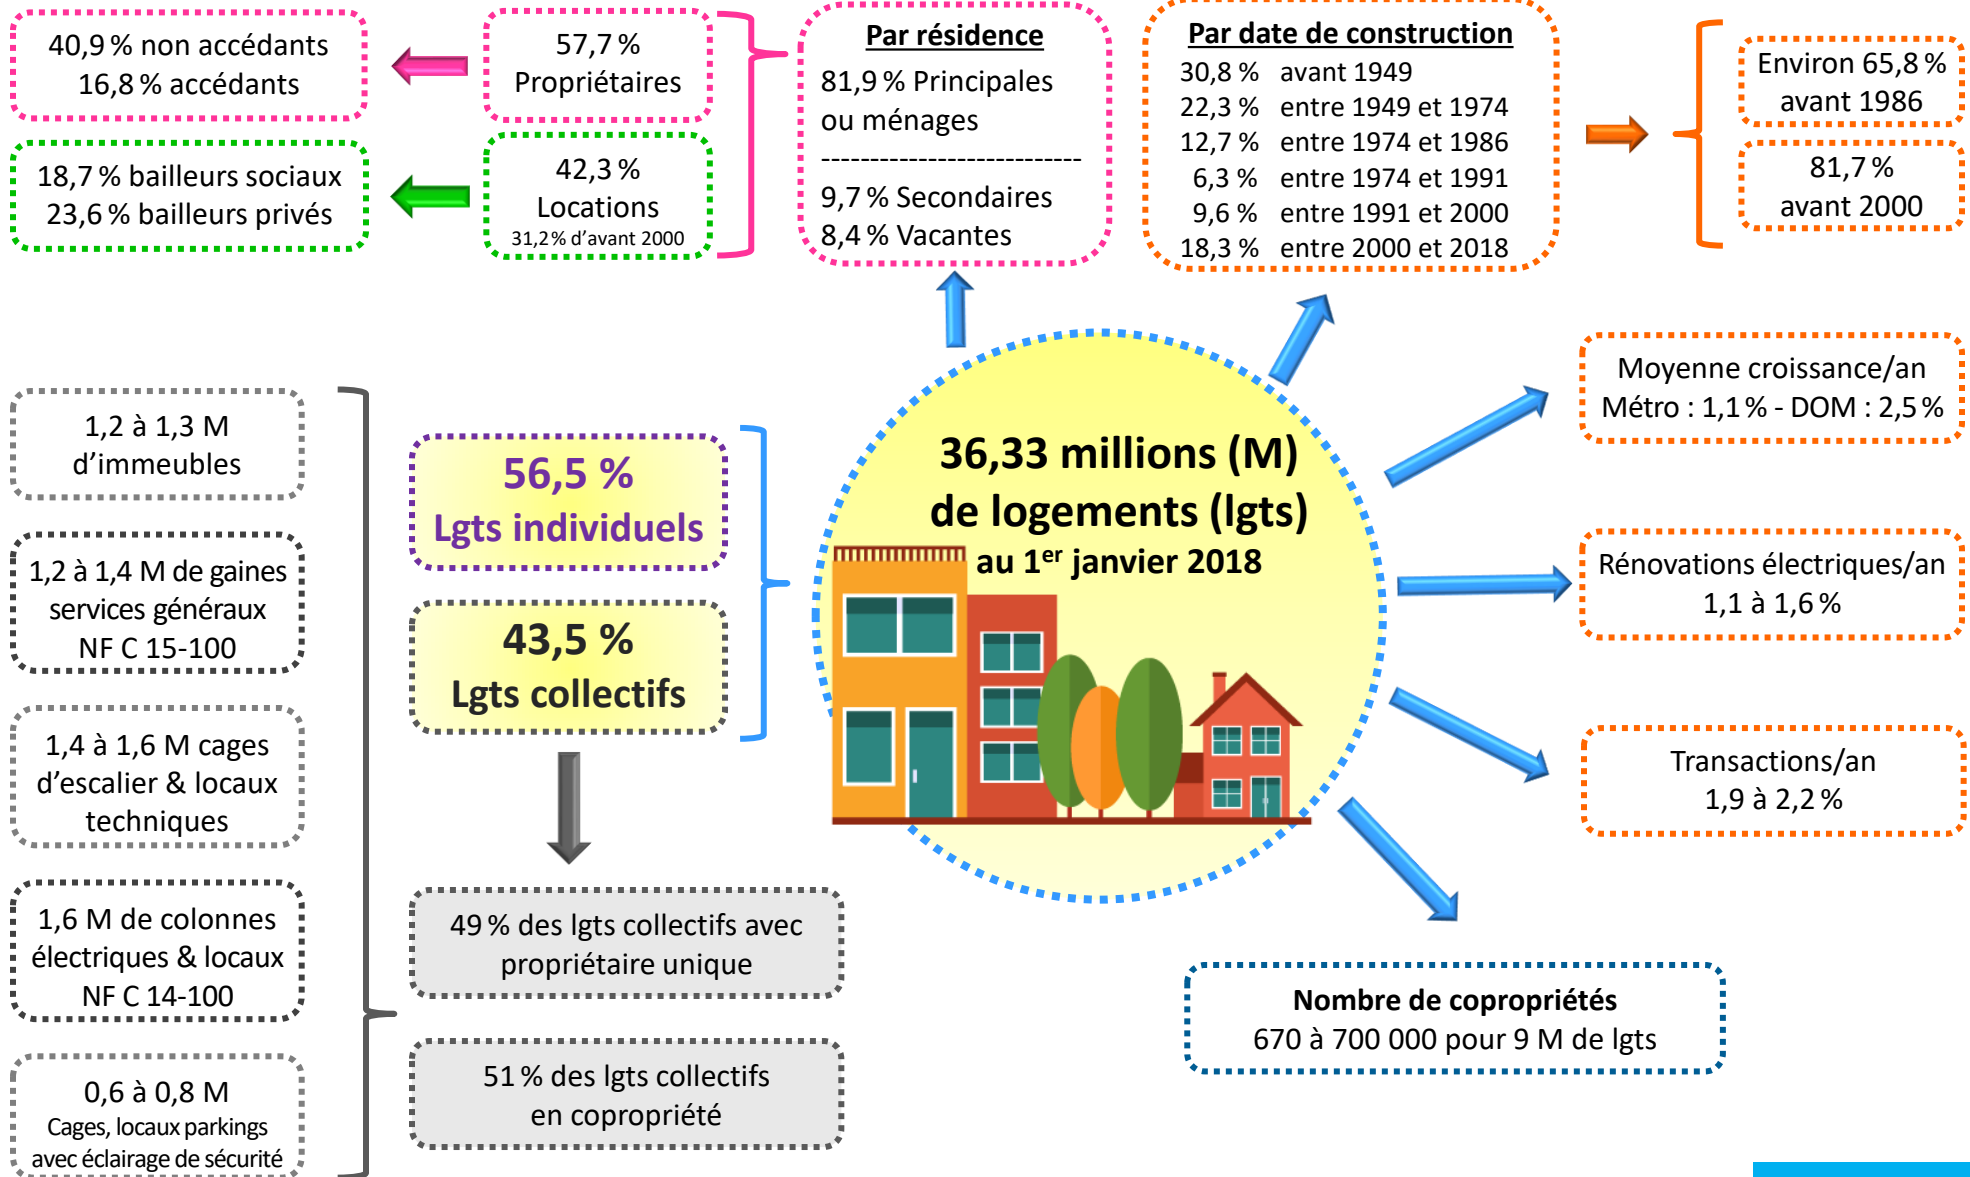 40,9 % non accédants
16,8 % accédants
57,7 %
Propriétaires
18,7 % bailleurs sociaux
23,6 % bailleurs privés
42,3 %
Locations
31,2 % d’avant 2000
Par résidence
81,9 % Principales
ou ménages
---------------------------
9,7 % Secondaires
8,4 % Vacantes
Par date de construction
30,8 % avant 1949
22,3 % entre 1949 et 1974
12,7 % entre 1974 et 1986
6,3 % entre 1974 et 1991
9,6 % entre 1991 et 2000
18,3 % entre 2000 et 2018
Environ 65,8 %
avant 1986
81,7 %
avant 2000
36,33 millions (M)
de logements (lgts)
au 1er janvier 2018
Moyenne croissance/an
Métro : 1,1 % - DOM : 2,5 %
Rénovations électriques/an
1,1 à 1,6 %
Transactions/an
1,9 à 2,2 %
Nombre de copropriétés
670 à 700 000 pour 9 M de lgts
56,5 %
Lgts individuels
43,5 %
Lgts collectifs
49 % des lgts collectifs avec
propriétaire unique
51 % des lgts collectifs
en copropriété
1,2 à 1,3 M
d’immeubles
1,2 à 1,4 M de gaines
services généraux
NF C 15-100
1,4 à 1,6 M cages
d’escalier & locaux
techniques
1,6 M de colonnes
électriques & locaux
NF C 14-100
0,6 à 0,8 M
Cages, locaux parkings
avec éclairage de sécurité